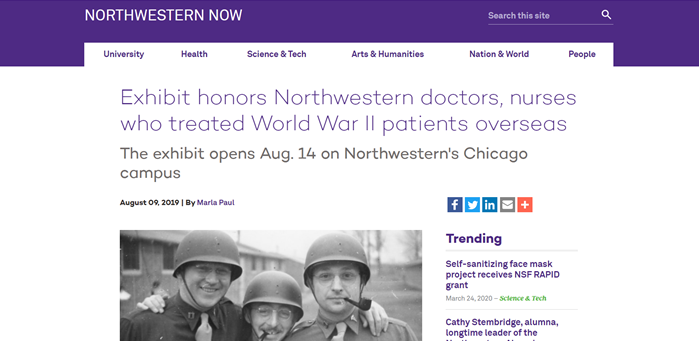 NORTHWESTERN NOW
Search this site
University Health Science & Tech Arts & Humanities Nation & World People
Exhibit honors Northwestern doctors, nurses
who treated World War II patients overseas
The exhibit opens Aug. 14 on Northwestern's Chicago
campus
August 09, 2019 | By Marla Paul
Trending
Self-sanitizing face mask
project receives NSF RAPID
grant
March 24, 2020 – Science & Tech
Cathy Stembridge, alumna,
longtime leader of the